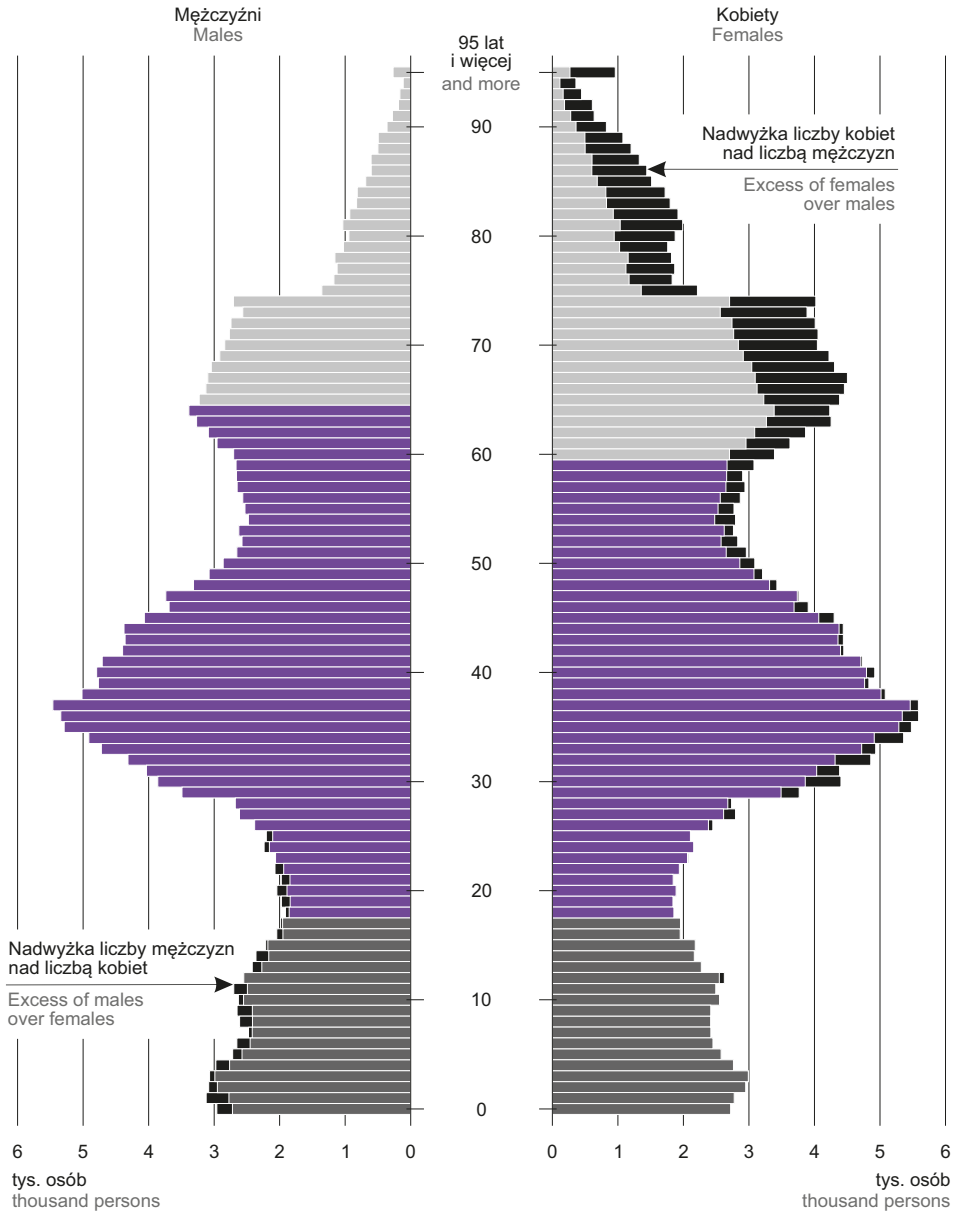 Mężczyźni
Males
Kobiety
Females
95 lat
i więcej
and more
90
80
70
60
50
40
30
20
10
0
Nadwyżka liczby kobiet
nad liczbą mężczyzn
Excess of females
over males
Nadwyżka liczby mężczyzn
nad liczbą kobiet
Excess of males
over females
6 5 4 3 2 1 0
0 1 2 3 4 5 6
tys. osób
thousand persons
tys. osób
thousand persons